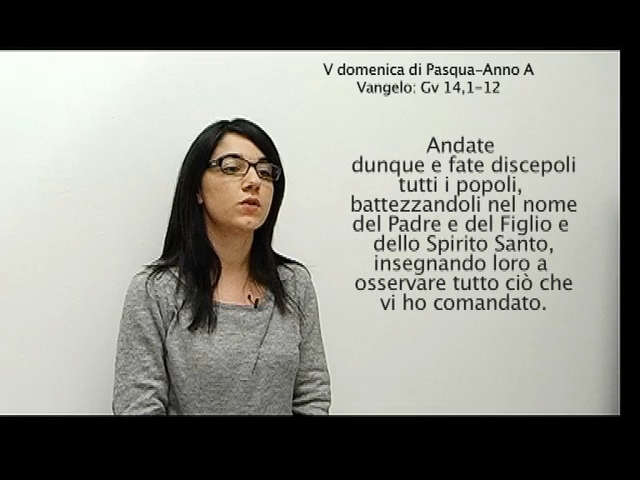 V domenica di Pasqua-Anno A
Vangelo: Gv 14,1-12
Andate
dunque e fate discepoli
tutti i popoli,
battezzandoli nel nome
del Padre e del Figlio e
dello Spirito Santo,
insegnando loro a
osservare tutto ciò che
vi ho comandato.